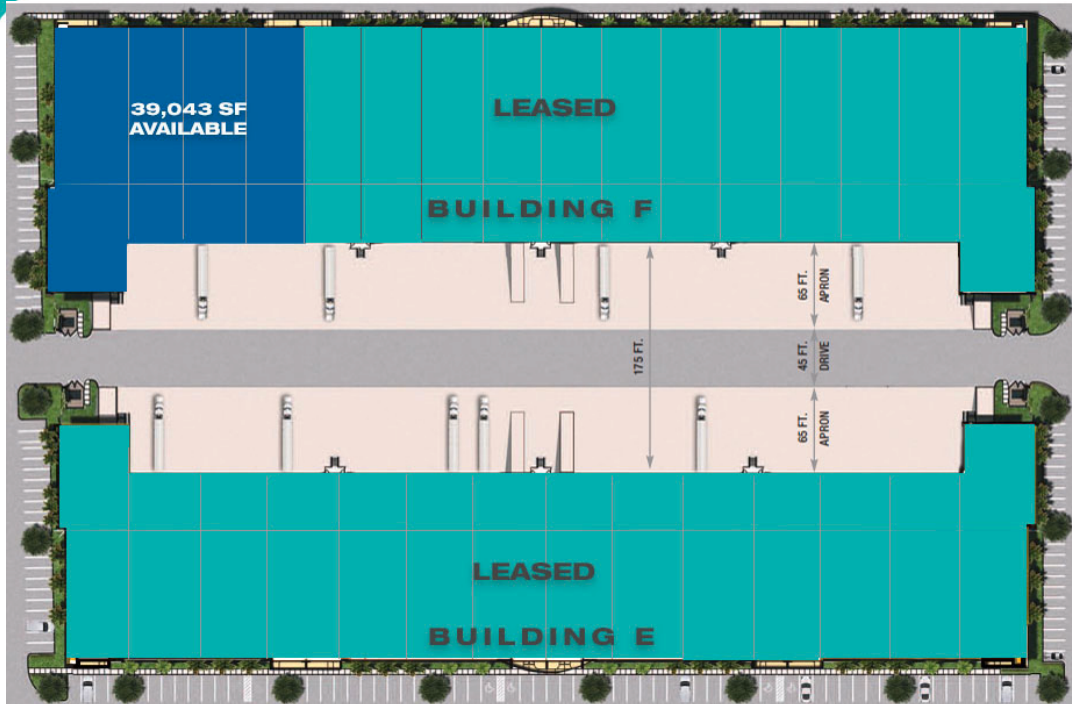 39,043 SF
AVAILABLE
LEASED
BUILDING F
65 FT.
APRON
175 FT.
45 FT.
DRIVE
65 FT.
APRON
LEASED
BUILDING E